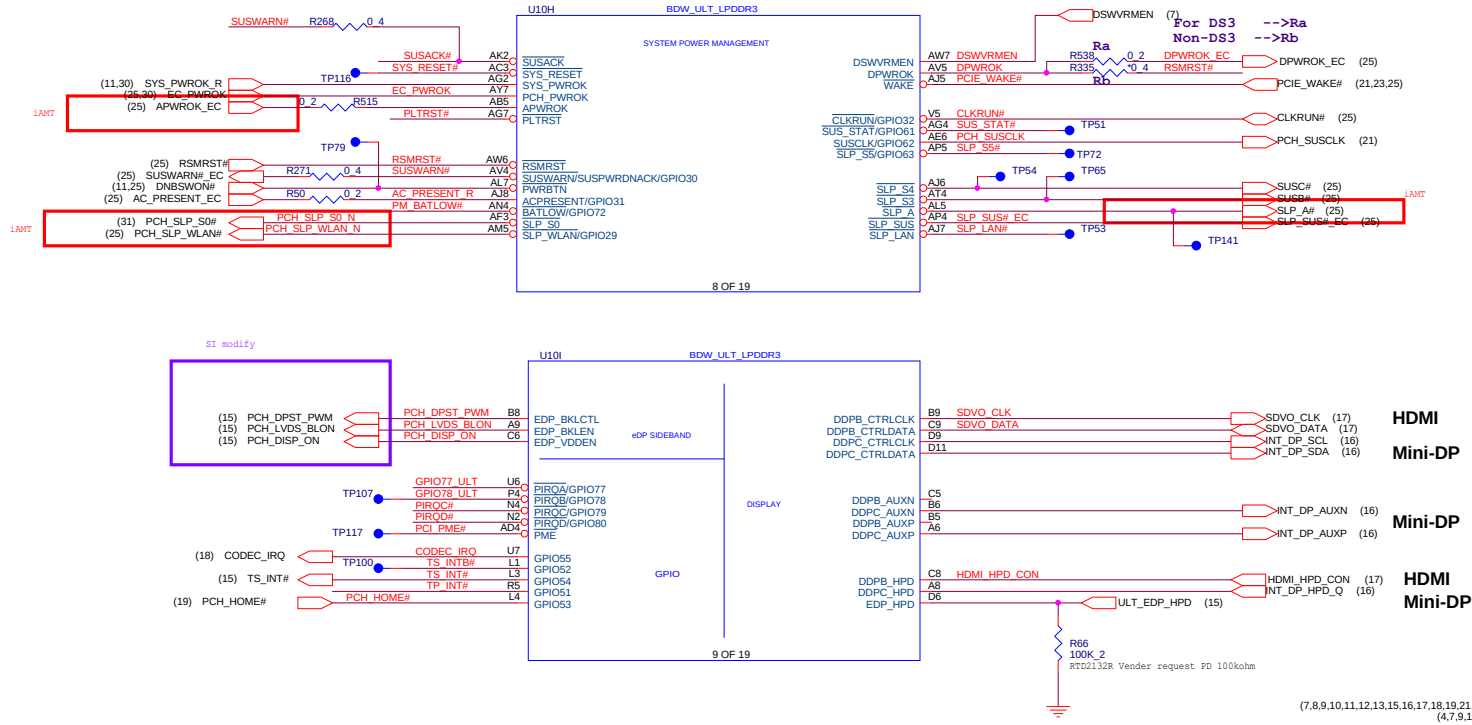 U10H
BDW_ULT_LPDDR3
SYSTEM POWER MANAGEMENT
SUSWARN# R268 0_4
SUSACK# AK2 SUSACK
TP116 SYS_RESET# AC3 SYS_RESET
(11,30) SYS_PWROK_R AG2 SYS_PWROK
(25,30) EC_PWROK EC_PWROK AY7 PCH_PWROK
iAMT (25) APWROK_EC 0_2 R515 AB5 APWROK
PLTRST# AG7 PLTRST
TP79
(25) RSMRST# RSMRST# AW6 RSMRST
(25) SUSWARN#_EC R271 0_4 SUSWARN# AV4 SUSWARN/SUSPWRDNACK/GPIO30
(11,25) DNBSWON# AL7 PWRBTN
(25) AC_PRESENT_EC R50 0_2 AC_PRESENT_R AJ8 ACPRESENT/GPIO31
PM_BATLOW# AN4 BATLOW/GPIO72
(31) PCH_SLP_S0# PCH_SLP_S0_N AF3 SLP_S0
iAMT
(25) PCH_SLP_WLAN# PCH_SLP_WLAN_N AM5 SLP_WLAN/GPIO29
DSWVRMEN (7)
For DS3 -->Ra
Non-DS3 -->Rb
Ra
DSWVRMEN AW7 DSWVRMEN R538 0_2 DPWROK_EC DPWROK_EC (25)
DPWROK AV5 DPWROK R335 *0_4 RSMRST#
Rb
WAKE AJ5 PCIE_WAKE# PCIE_WAKE# (21,23,25)
CLKRUN/GPIO32 V5 CLKRUN# CLKRUN# (25)
SUS_STAT/GPIO61 AG4 SUS_STAT# TP51
SUSCLK/GPIO62 AE6 PCH_SUSCLK PCH_SUSCLK (21)
SLP_S5/GPIO63 AP5 SLP_S5# TP72
TP54 TP65
SLP_S4 AJ6 SUSC# (25)
iAMT
SLP_S3 AT4 SUSB# (25)
SLP_A AL5 SLP_A# (25)
SLP_SUS AP4 SLP_SUS#_EC SLP_SUS#_EC (25)
SLP_LAN AJ7 SLP_LAN# TP53
TP141
8 OF 19
SI modify
U10I
BDW_ULT_LPDDR3
(15) PCH_DPST_PWM PCH_DPST_PWM B8 EDP_BKLCTL
(15) PCH_LVDS_BLON PCH_LVDS_BLON A9 EDP_BKLEN
(15) PCH_DISP_ON PCH_DISP_ON C6 EDP_VDDEN
eDP SIDEBAND
GPIO77_ULT U6 PIRQA/GPIO77
TP107 GPIO78_ULT P4 PIRQB/GPIO78
PIRQC# N4 PIRQC/GPIO79
PIRQD# N2 PIRQD/GPIO80
TP117 PCI_PME# AD4 PME
(18) CODEC_IRQ CODEC_IRQ U7 GPIO55
TP100 TS_INTB# L1 GPIO52
(15) TS_INT# TS_INT# L3 GPIO54
TP_INT# R5 GPIO51
(19) PCH_HOME# PCH_HOME# L4 GPIO53
GPIO
DISPLAY
DDPB_CTRLCLK B9 SDVO_CLK SDVO_CLK (17) HDMI
DDPB_CTRLDATA C9 SDVO_DATA SDVO_DATA (17)
DDPC_CTRLCLK D9 INT_DP_SCL (16)
DDPC_CTRLDATA D11 INT_DP_SDA (16) Mini-DP
DDPB_AUXN C5
DDPC_AUXN B6 INT_DP_AUXN (16)
DDPB_AUXP B5 Mini-DP
DDPC_AUXP A6 INT_DP_AUXP (16)
DDPB_HPD C8 HDMI_HPD_CON HDMI_HPD_CON (17) HDMI
DDPC_HPD A8 INT_DP_HPD_Q (16)
EDP_HPD D6 ULT_EDP_HPD (15) Mini-DP
R66
100K_2
RTD2132R Vender request PD 100kohm
9 OF 19
(7,8,9,10,11,12,13,15,16,17,18,19,21
(4,7,9,1